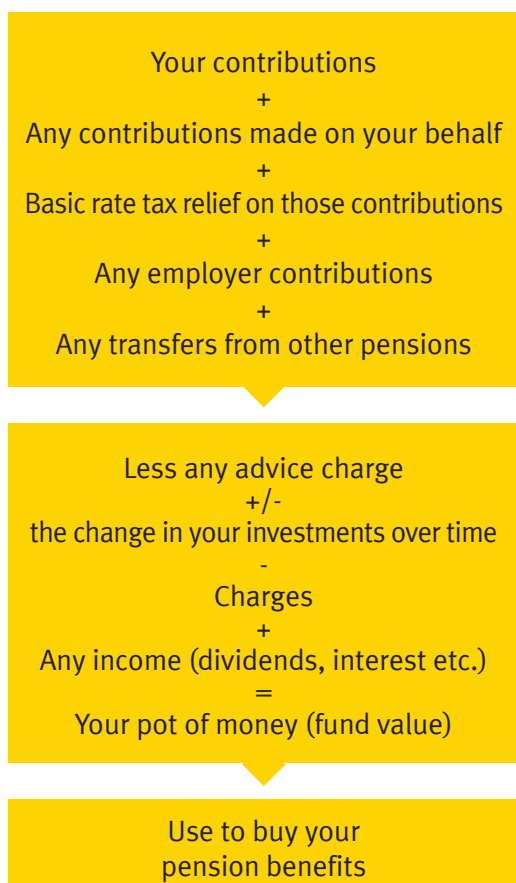 Your contributions
+
Any contributions made on your behalf
+
Basic rate tax relief on those contributions
+
Any employer contributions
+
Any transfers from other pensions
Less any advice charge
+/-
the change in your investments over time
-
Charges
+
Any income (dividends, interest etc.)
=
Your pot of money (fund value)
Use to buy your
pension benefits